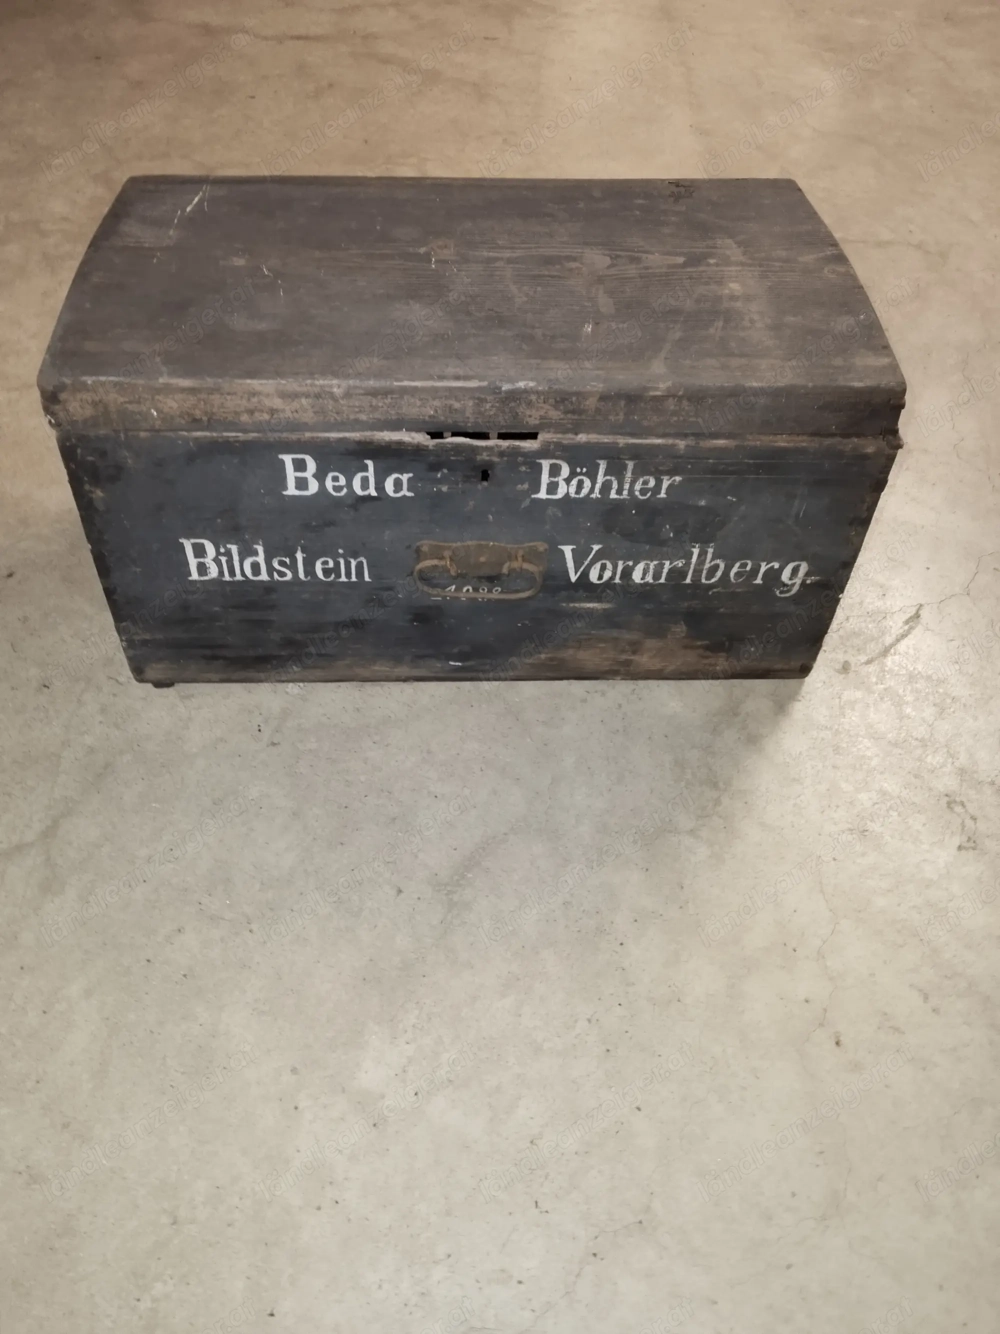 Beda Böhler
Bildstein Vorarlberg.